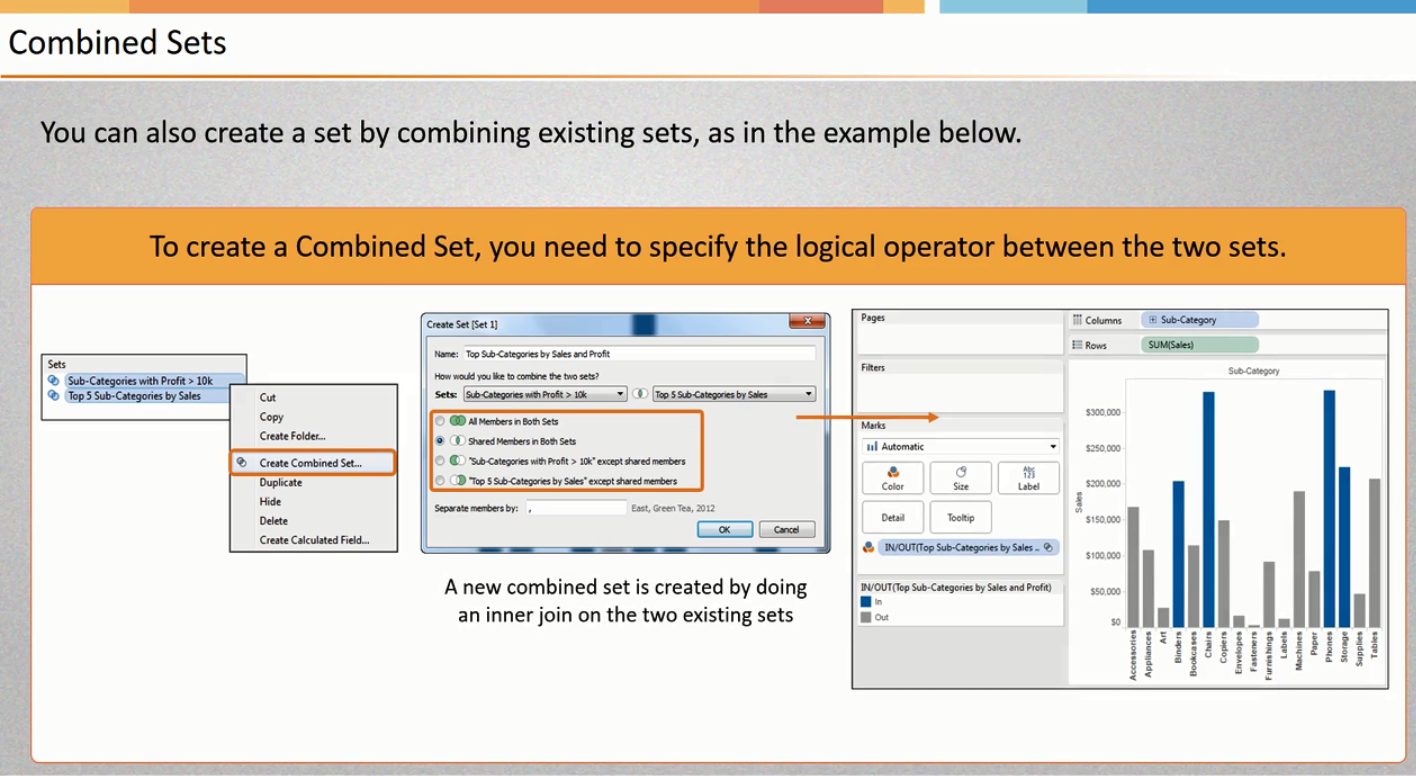 Combined Sets
You can also create a set by combining existing sets, as in the example below.
To create a Combined Set, you need to specify the logical operator between the two sets.
Sets
Sub-Categories with Profit > 10k
Top 5 Sub-Categories by Sales
Cut
Copy
Create Folder...
Create Combined Set...
Duplicate
Hide
Delete
Create Calculated Field...
Create Set [Set 1]
Name: Top Sub-Categories by Sales and Profit
How would you like to combine the two sets?
Sets: Sub-Categories with Profit > 10k Top 5 Sub-Categories by Sales
All Members in Both Sets
Shared Members in Both Sets
"Sub-Categories with Profit > 10k" except shared members
"Top 5 Sub-Categories by Sales" except shared members
Separate members by: , East, Green Tea, 2012
OK Cancel
A new combined set is created by doing
an inner join on the two existing sets
Pages
Filters
Marks
Automatic
Color Size Label
Abc
123
Detail Tooltip
IN/OUT(Top Sub-Categories by Sales ..
IN/OUT(Top Sub-Categories by Sales and Profit)
In
Out
Columns Sub-Category
Rows SUM(Sales)
Sub-Category
Sales
$300,000
$250,000
$200,000
$150,000
$100,000
$50,000
$0
Accessories
Appliances
Art
Binders
Bookcases
Chairs
Copiers
Envelopes
Fasteners
Furnishings
Labels
Machines
Paper
Phones
Storage
Supplies
Tables